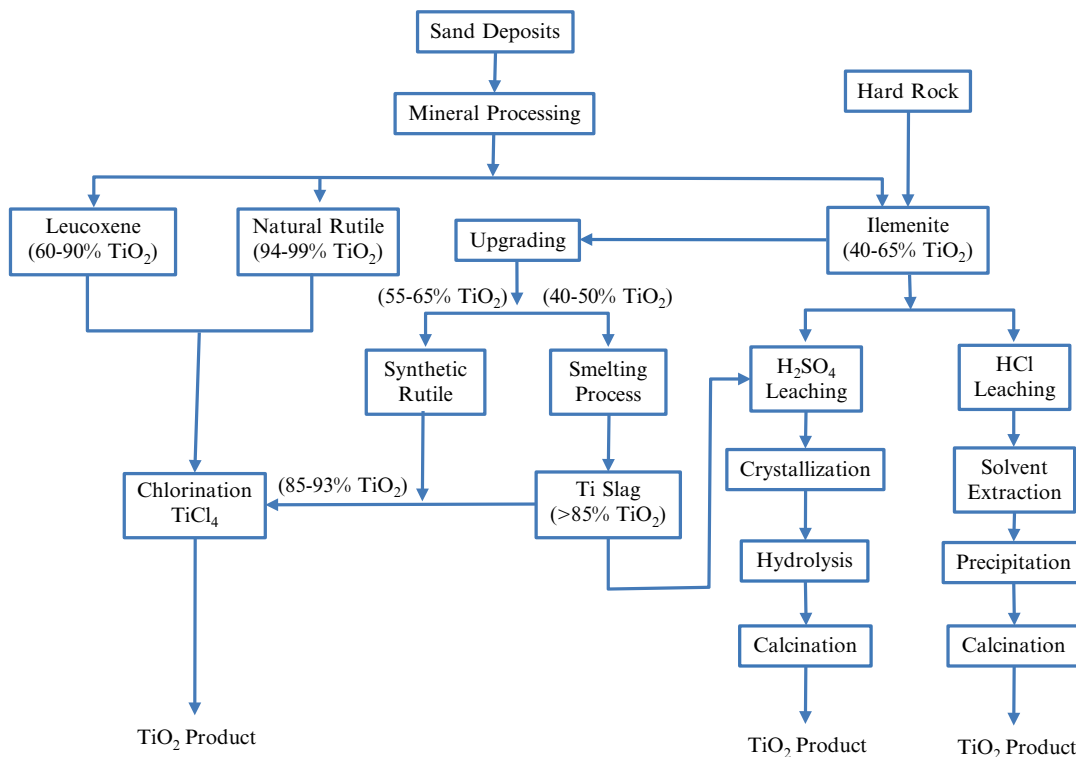 Sand Deposits
Hard Rock
Mineral Processing
Leucoxene
(60-90% TiO₂)
Natural Rutile
(94-99% TiO₂)
Upgrading
Ilemenite
(40-65% TiO₂)
(55-65% TiO₂)
(40-50% TiO₂)
Synthetic
Rutile
Smelting
Process
H₂SO₄
Leaching
HCl
Leaching
Crystallization
Solvent
Extraction
Chlorination
TiCl₄
(85-93% TiO₂)
Ti Slag
(>85% TiO₂)
Hydrolysis
Precipitation
Calcination
Calcination
TiO₂ Product
TiO₂ Product
TiO₂ Product